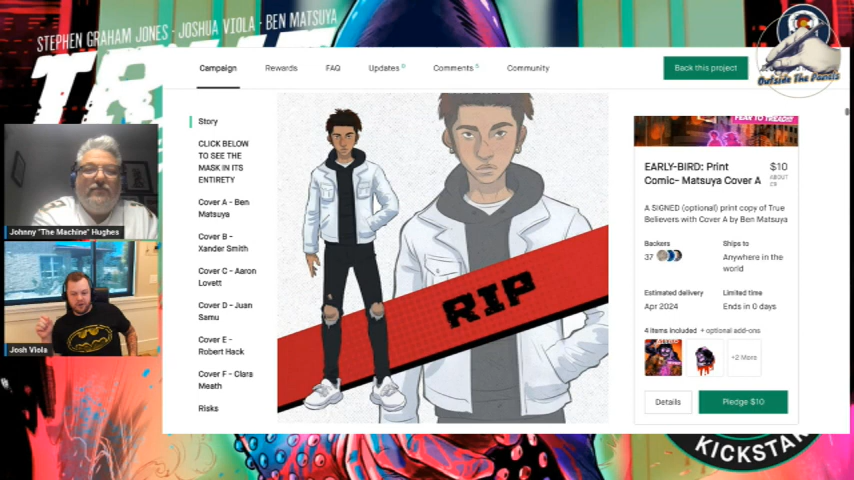 STEPHEN GRAHAM JONES - JOSHUA VIOLA - BEN MATSUYA
Campaign
Rewards
FAQ
Updates
Comments
Community
Back this project
Outside The Panels
Story
CLICK BELOW
TO SEE THE
MASK IN ITS
ENTIRETY
Cover A - Ben
Matsuya
Cover B -
Xander Smith
Cover C - Aaron
Lovett
Cover D - Juan
Samu
Cover E -
Robert Hack
Cover F - Clara
Meath
Risks
RIP
FEAR TO TREAD!!
EARLY-BIRD: Print
Comic- Matsuya Cover A
$10
ABOUT
A SIGNED (optional) print copy of True
Believers with Cover A by Ben Matsuya
Backers
37
Ships to
Anywhere in the
world
Estimated delivery
Apr 2024
Limited time
Ends in 0 days
4 items included
+ optional add-ons
+2 More
Details
Pledge $10
Johnny "The Machine" Hughes
BATMAN
Josh Viola